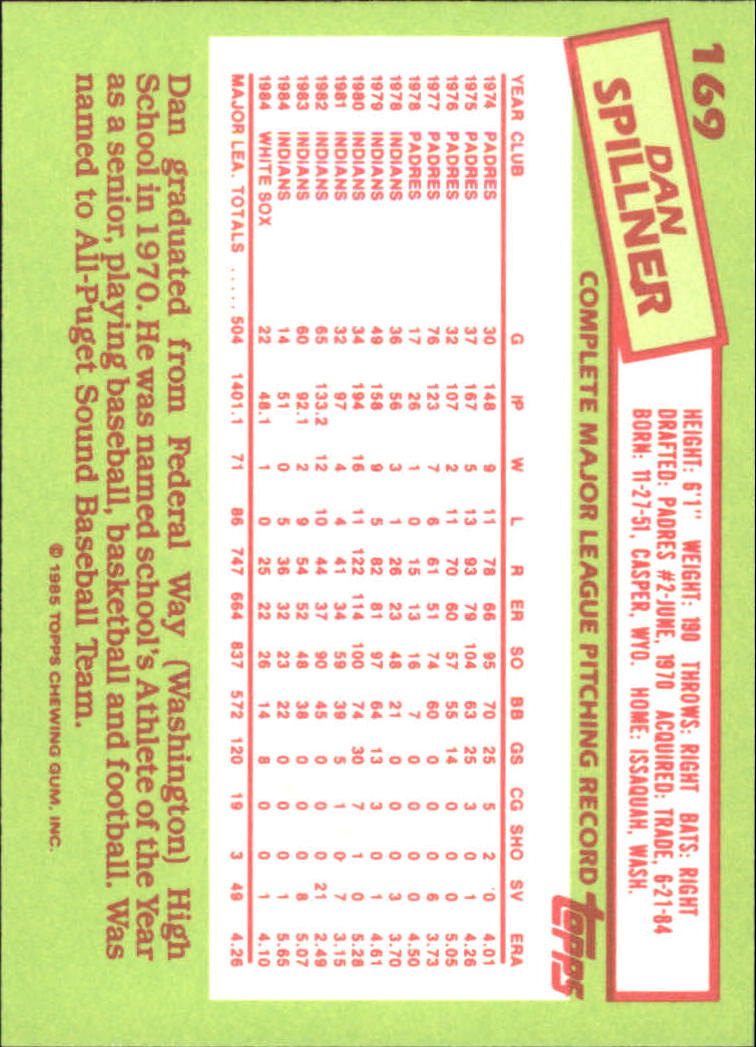 169
DAN
SPILLNER
HEIGHT: 6'1" WEIGHT: 190 THROWS: RIGHT BATS: RIGHT
DRAFTED: PADRES #2-JUNE, 1970 ACQUIRED: TRADE, 6-21-84
BORN: 11-27-51, CASPER, WYO. HOME: ISSAQUAH, WASH.
COMPLETE MAJOR LEAGUE PITCHING RECORD TOPPS
YEAR CLUB G IP W L R ER SO BB GS CG SHO SV ERA
1974 PADRES 30 148 9 11 78 66 95 70 25 5 2 0 4.01
1975 PADRES 37 167 5 13 93 79 104 63 25 3 0 1 4.26
1976 PADRES 32 107 2 11 70 60 57 55 14 0 0 0 5.05
1977 PADRES 76 123 7 6 61 51 74 60 0 0 0 6 3.73
1978 PADRES 17 26 1 0 15 13 16 7 0 0 0 0 4.50
1978 INDIANS 36 56 3 1 26 23 48 21 0 0 0 3 3.70
1979 INDIANS 49 158 9 5 82 81 97 64 13 3 0 1 4.61
1980 INDIANS 34 194 16 11 122 114 100 74 30 7 1 0 5.28
1981 INDIANS 32 97 4 4 41 34 59 39 5 1 0 7 3.15
1982 INDIANS 65 133.2 12 10 44 37 90 45 0 0 0 21 2.49
1983 INDIANS 60 92.1 2 9 54 52 48 38 0 0 0 8 5.07
1984 INDIANS 14 51 0 5 36 32 23 22 0 0 0 1 5.65
1984 WHITE SOX 22 48.1 1 0 25 22 26 14 8 0 0 1 4.10
MAJOR LEA. TOTALS ..... 504 1401.1 71 86 747 664 837 572 120 19 3 49 4.26
Dan graduated from Federal Way (Washington) High
School in 1970. He was named school's Athlete of the Year
as a senior, playing baseball, basketball and football. Was
named to All-Puget Sound Baseball Team.
© 1985 TOPPS CHEWING GUM, INC.